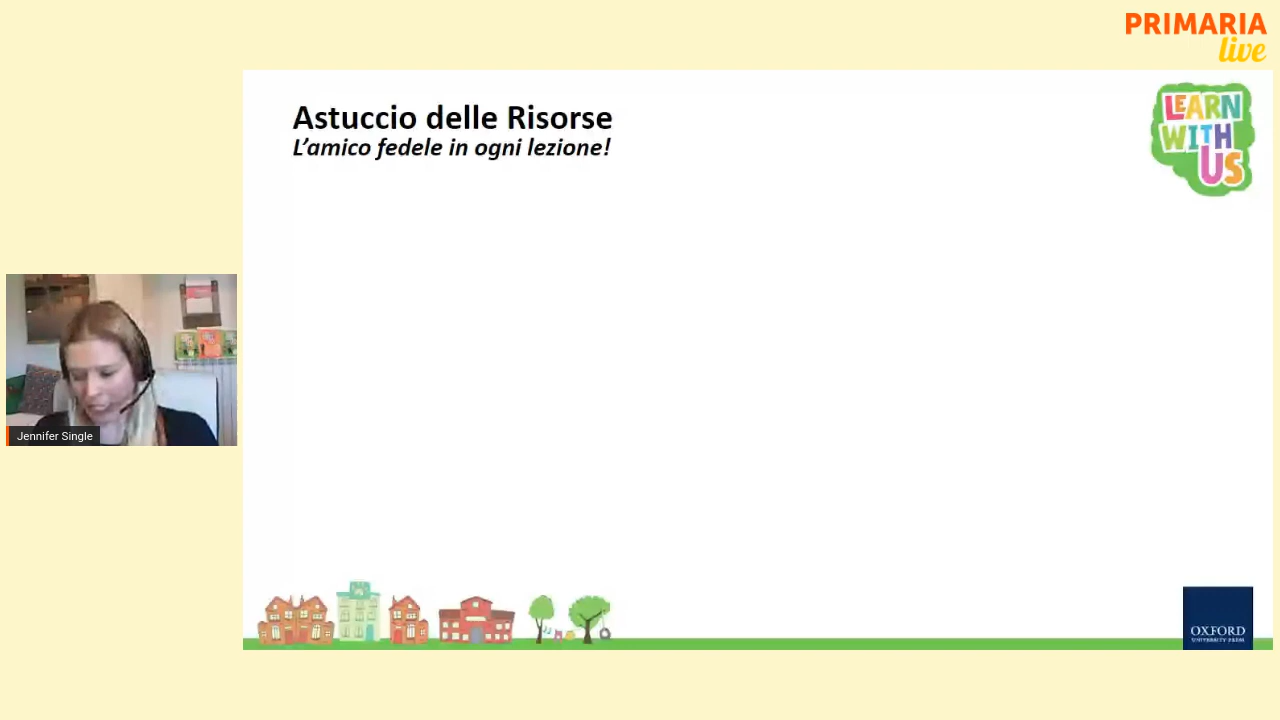 PRIMARIA
live
Astuccio delle Risorse
L'amico fedele in ogni lezione!
LEARN
WITH
US
Jennifer Single
OXFORD
UNIVERSITY PRESS